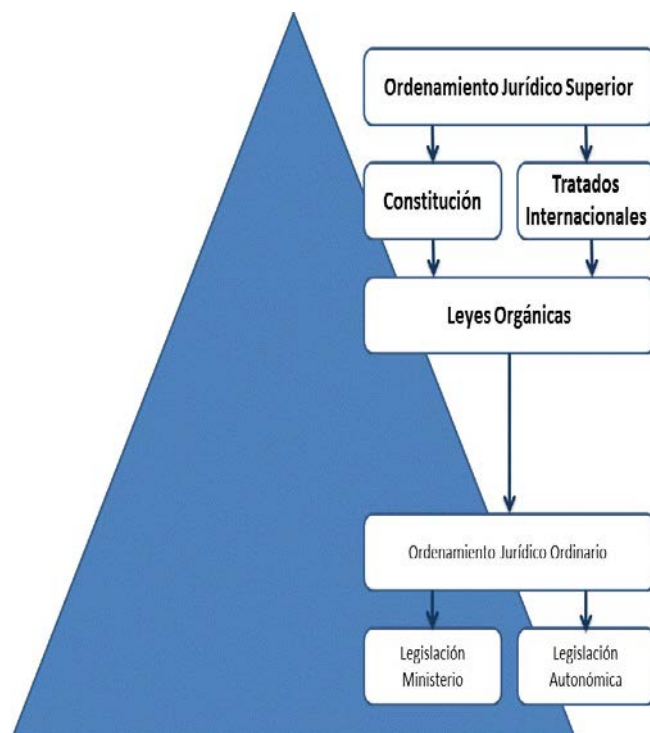 Ordenamiento Jurídico Superior
Constitución
Tratados
Internacionales
Leyes Orgánicas
Ordenamiento Jurídico Ordinario
Legislación
Ministerio
Legislación
Autonómica